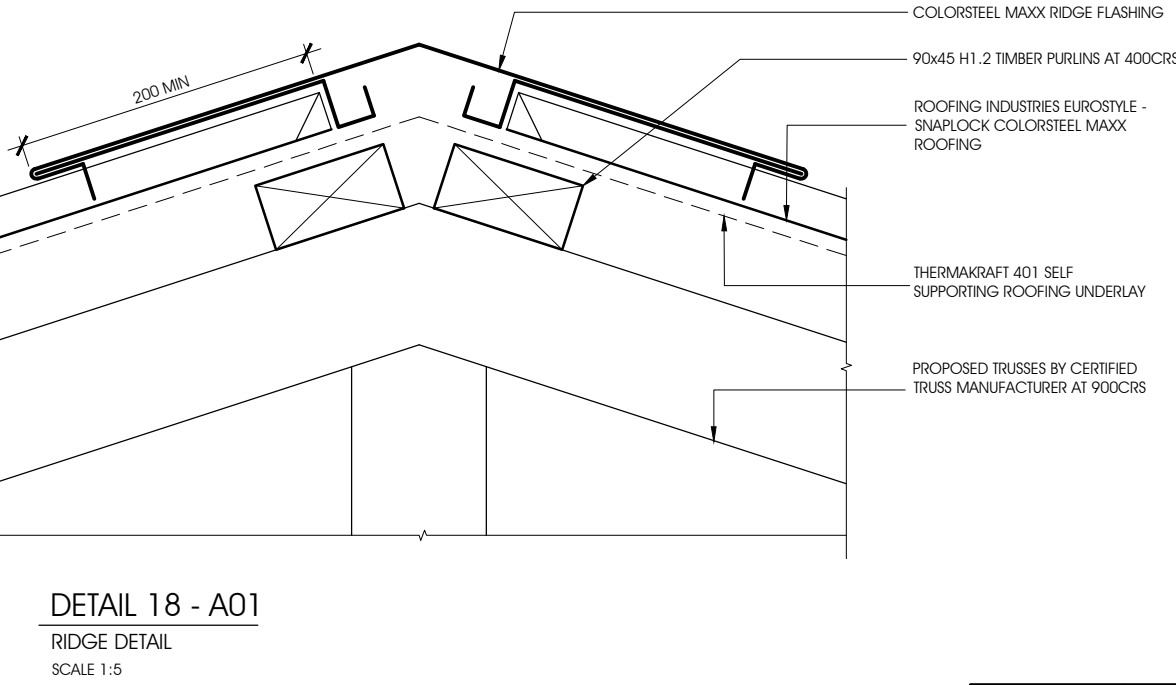 COLORSTEEL MAXX RIDGE FLASHING
90x45 H1.2 TIMBER PURLINS AT 400CRS
200 MIN
ROOFING INDUSTRIES EUROSTYLE -
SNAPLOCK COLORSTEEL MAXX
ROOFING
THERMAKRAFT 401 SELF
SUPPORTING ROOFING UNDERLAY
PROPOSED TRUSSES BY CERTIFIED
TRUSS MANUFACTURER AT 900CRS
DETAIL 18 - A01
RIDGE DETAIL
SCALE 1:5